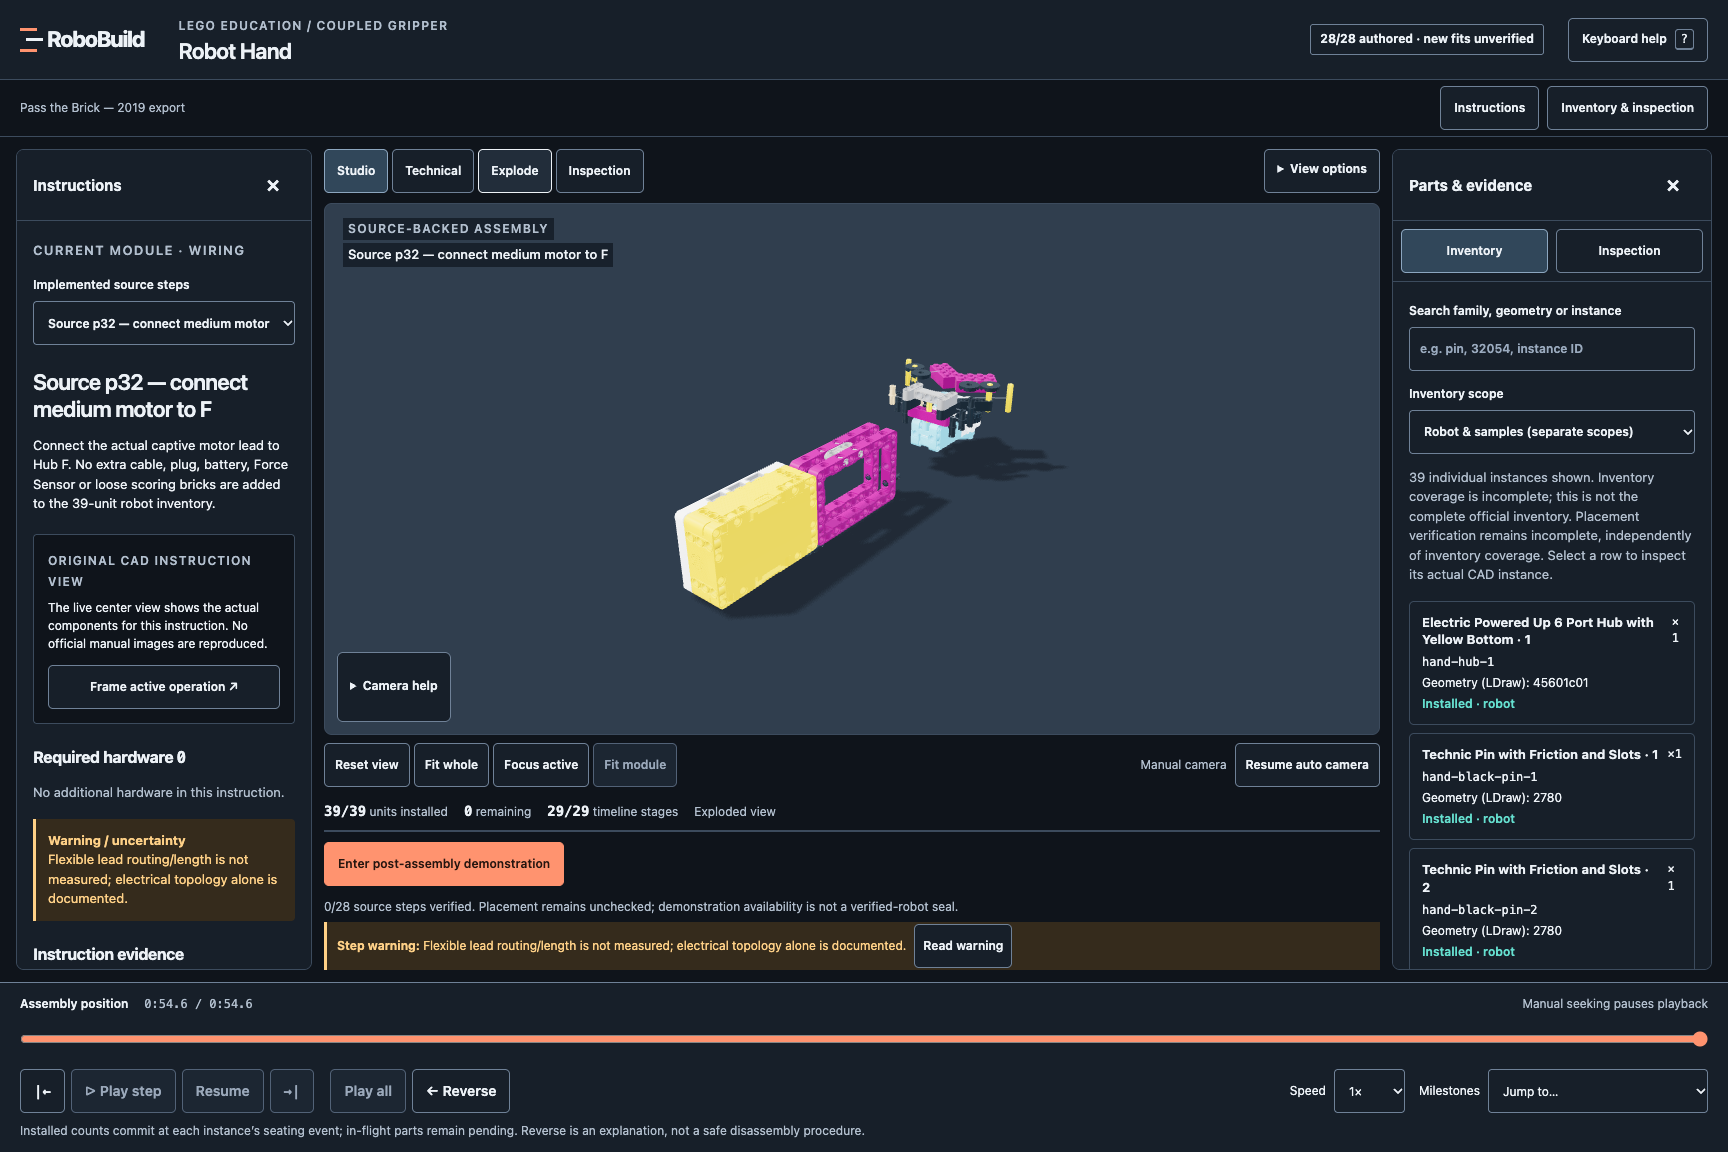 RoboBuild
LEGO EDUCATION / COUPLED GRIPPER
Robot Hand
28/28 authored · new fits unverified
Keyboard help ?
Pass the Brick — 2019 export
Instructions
Inventory & inspection
Instructions
CURRENT MODULE · WIRING
Implemented source steps
Source p32 — connect medium motor
Source p32 — connect
medium motor to F
Connect the actual captive motor lead to
Hub F. No extra cable, plug, battery, Force
Sensor or loose scoring bricks are added
to the 39-unit robot inventory.
ORIGINAL CAD INSTRUCTION
VIEW
The live center view shows the actual
components for this instruction. No
official manual images are reproduced.
Frame active operation ↗
Required hardware 0
No additional hardware in this instruction.
Warning / uncertainty
Flexible lead routing/length is not
measured; electrical topology alone is
documented.
Instruction evidence
Studio
Technical
Explode
Inspection
View options
SOURCE-BACKED ASSEMBLY
Source p32 — connect medium motor to F
Camera help
Reset view
Fit whole
Focus active
Fit module
Manual camera
Resume auto camera
39/39 units installed 0 remaining 29/29 timeline stages Exploded view
Enter post-assembly demonstration
0/28 source steps verified. Placement remains unchecked; demonstration availability is not a verified-robot seal.
Step warning: Flexible lead routing/length is not measured; electrical topology alone is documented.
Read warning
Parts & evidence
Inventory
Inspection
Search family, geometry or instance
e.g. pin, 32054, instance ID
Inventory scope
Robot & samples (separate scopes)
39 individual instances shown. Inventory
coverage is incomplete; this is not the
complete official inventory. Placement
verification remains incomplete, independently
of inventory coverage. Select a row to inspect
its actual CAD instance.
Electric Powered Up 6 Port Hub with
Yellow Bottom · 1
×
1
hand-hub-1
Geometry (LDraw): 45601c01
Installed · robot
Technic Pin with Friction and Slots · 1 ×1
hand-black-pin-1
Geometry (LDraw): 2780
Installed · robot
Technic Pin with Friction and Slots ·
2
×
1
hand-black-pin-2
Geometry (LDraw): 2780
Installed · robot
Assembly position 0:54.6 / 0:54.6
Manual seeking pauses playback
|←
▷ Play step
Resume
→|
Play all
← Reverse
Speed
1×
Milestones
Jump to...
Installed counts commit at each instance's seating event; in-flight parts remain pending. Reverse is an explanation, not a safe disassembly procedure.